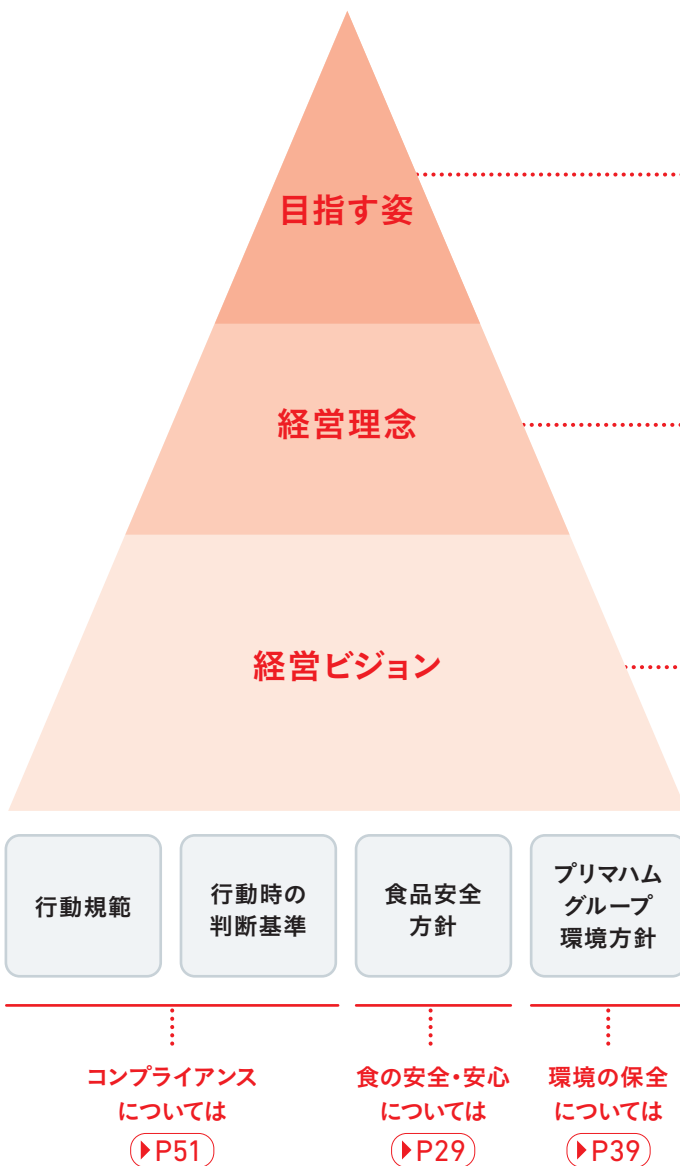 目指す姿
経営理念
経営ビジョン
行動規範
行動時の
判断基準
食品安全
方針
プリマハム
グループ
環境方針
コンプライアンス
については
▶P51
食の安全・安心
については
▶P29
環境の保全
については
▶P39